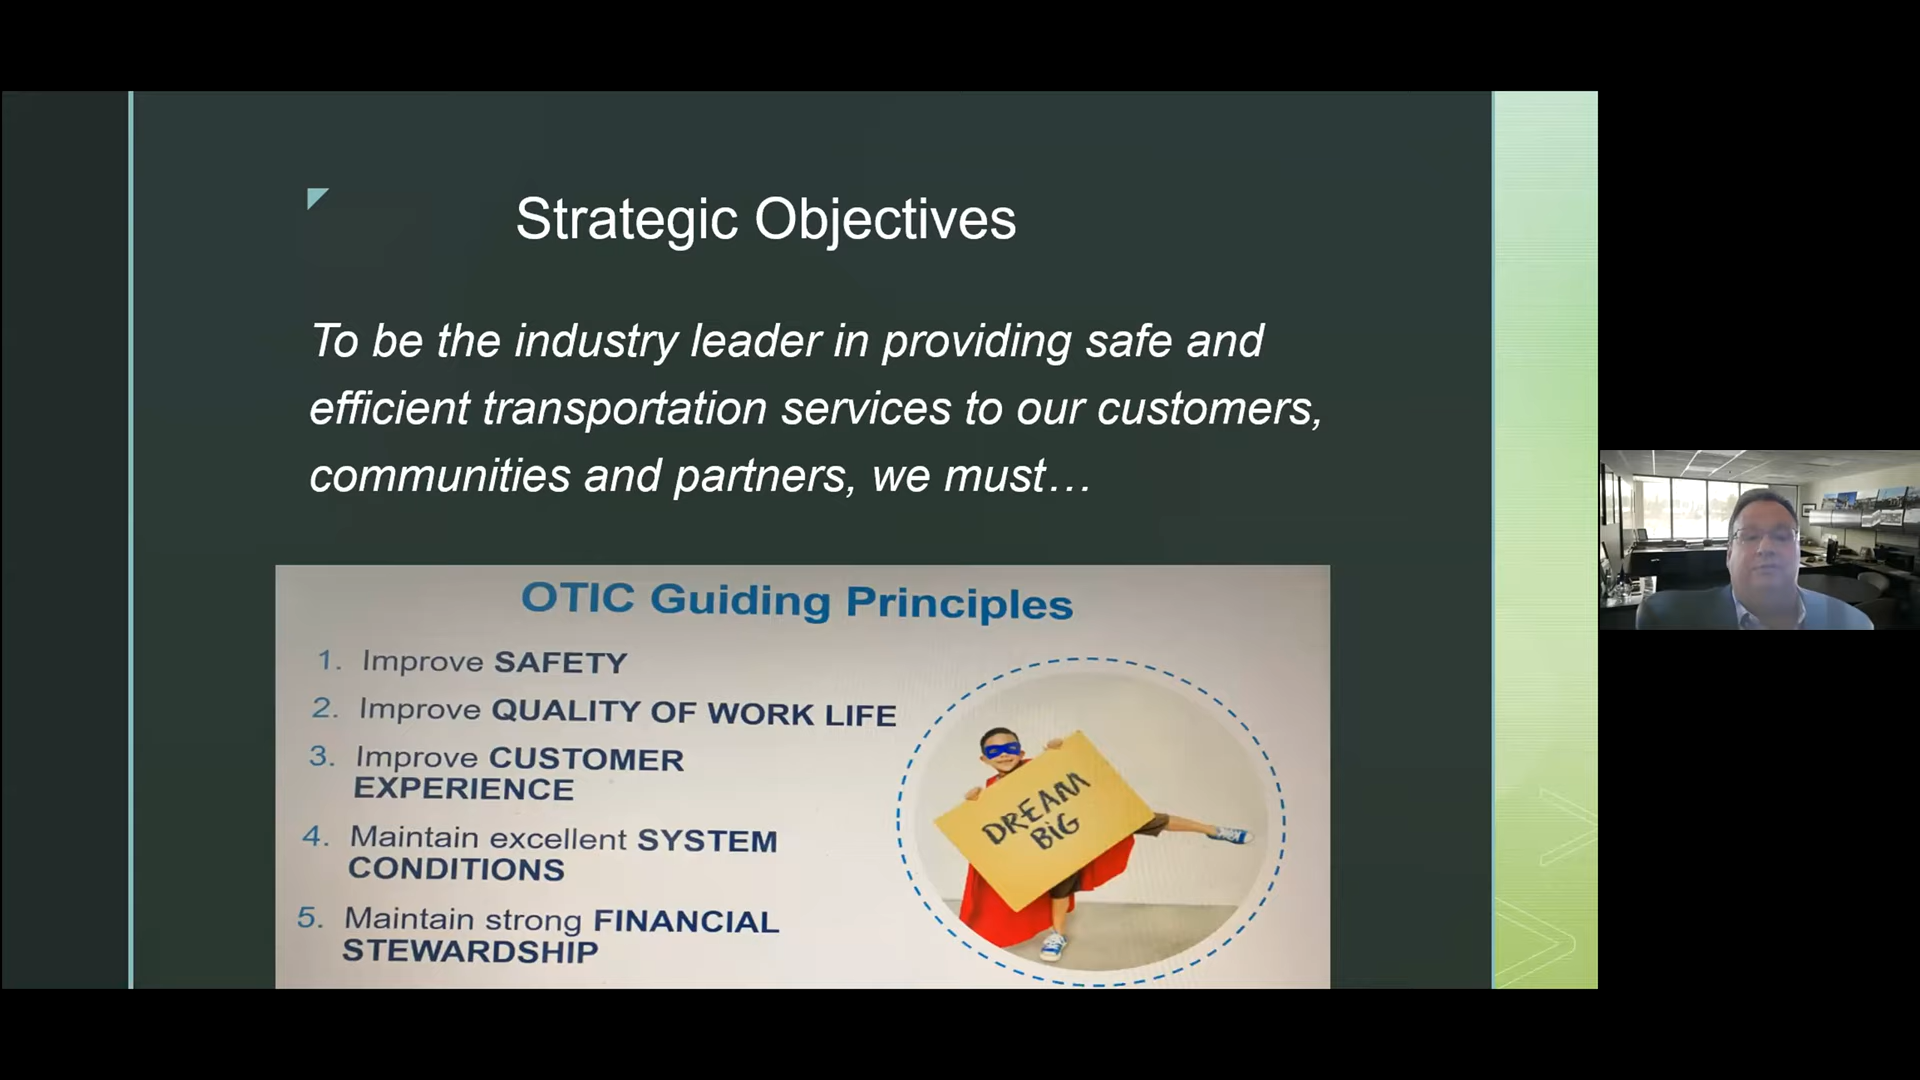 Strategic Objectives
To be the industry leader in providing safe and
efficient transportation services to our customers,
communities and partners, we must…
OTIC Guiding Principles
1. Improve SAFETY
2. Improve QUALITY OF WORK LIFE
3. Improve CUSTOMER
EXPERIENCE
4. Maintain excellent SYSTEM
CONDITIONS
5. Maintain strong FINANCIAL
STEWARDSHIP
DREAM
BiG